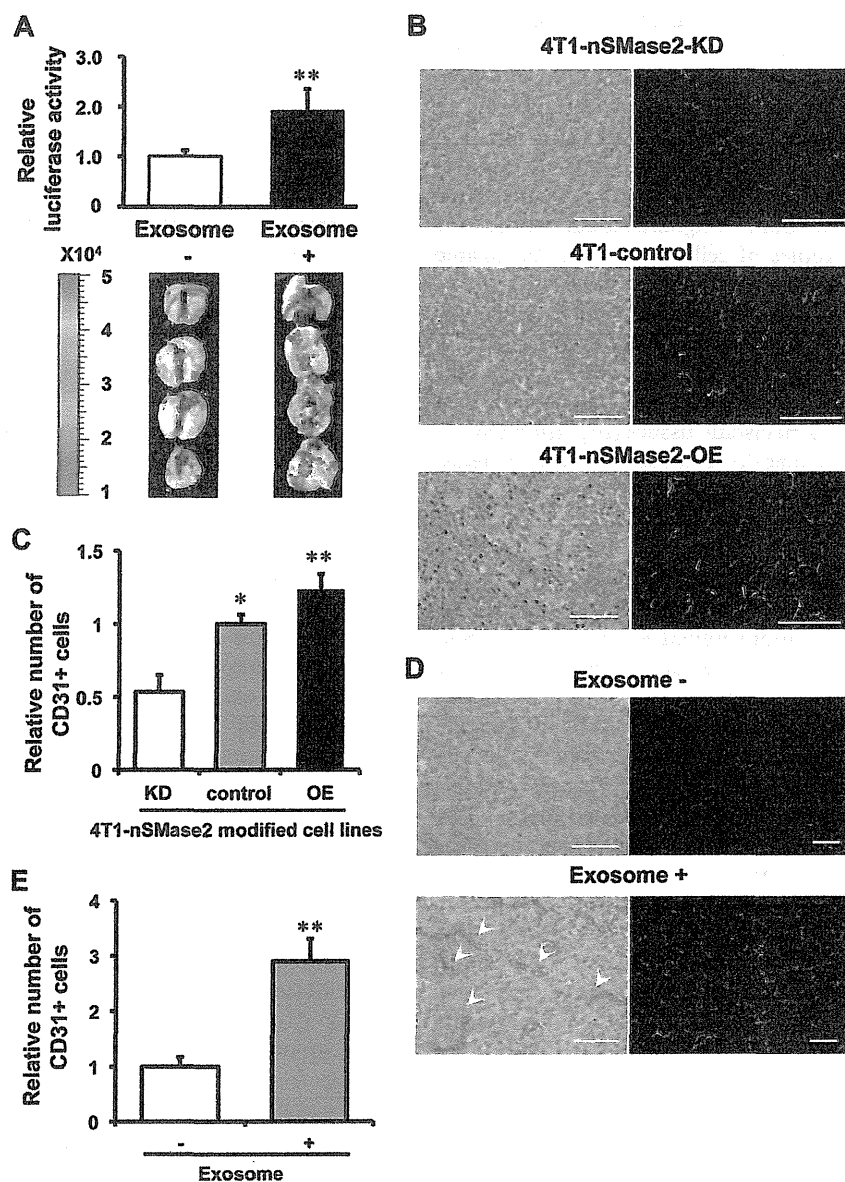 A
3.0
2.0
1.0
0
Relative
luciferase activity
**
Exosome
-
Exosome
+
X10⁴
5
4
3
2
1
B
4T1-nSMase2-KD
4T1-control
4T1-nSMase2-OE
C
1.5
1
0.5
0
Relative number of
CD31+ cells
*
**
KD control OE
4T1-nSMase2 modified cell lines
D
Exosome -
Exosome +
E
4
3
2
1
0
Relative number of
CD31+ cells
**
- +
Exosome